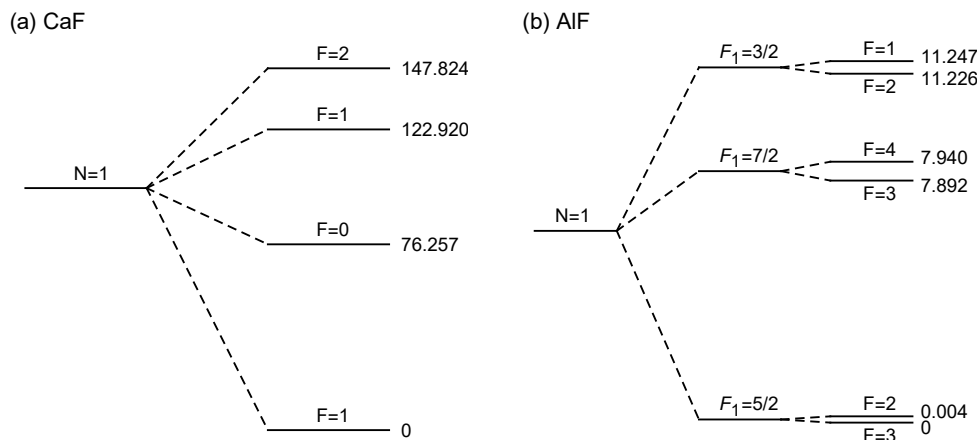 (a) CaF
F=2
147.824
F=1
122.920
N=1
F=0
76.257
F=1
0
(b) AlF
F1=3/2
F=1
11.247
F=2
11.226
F1=7/2
F=4
7.940
F=3
7.892
N=1
F1=5/2
F=2
0.004
F=3
0